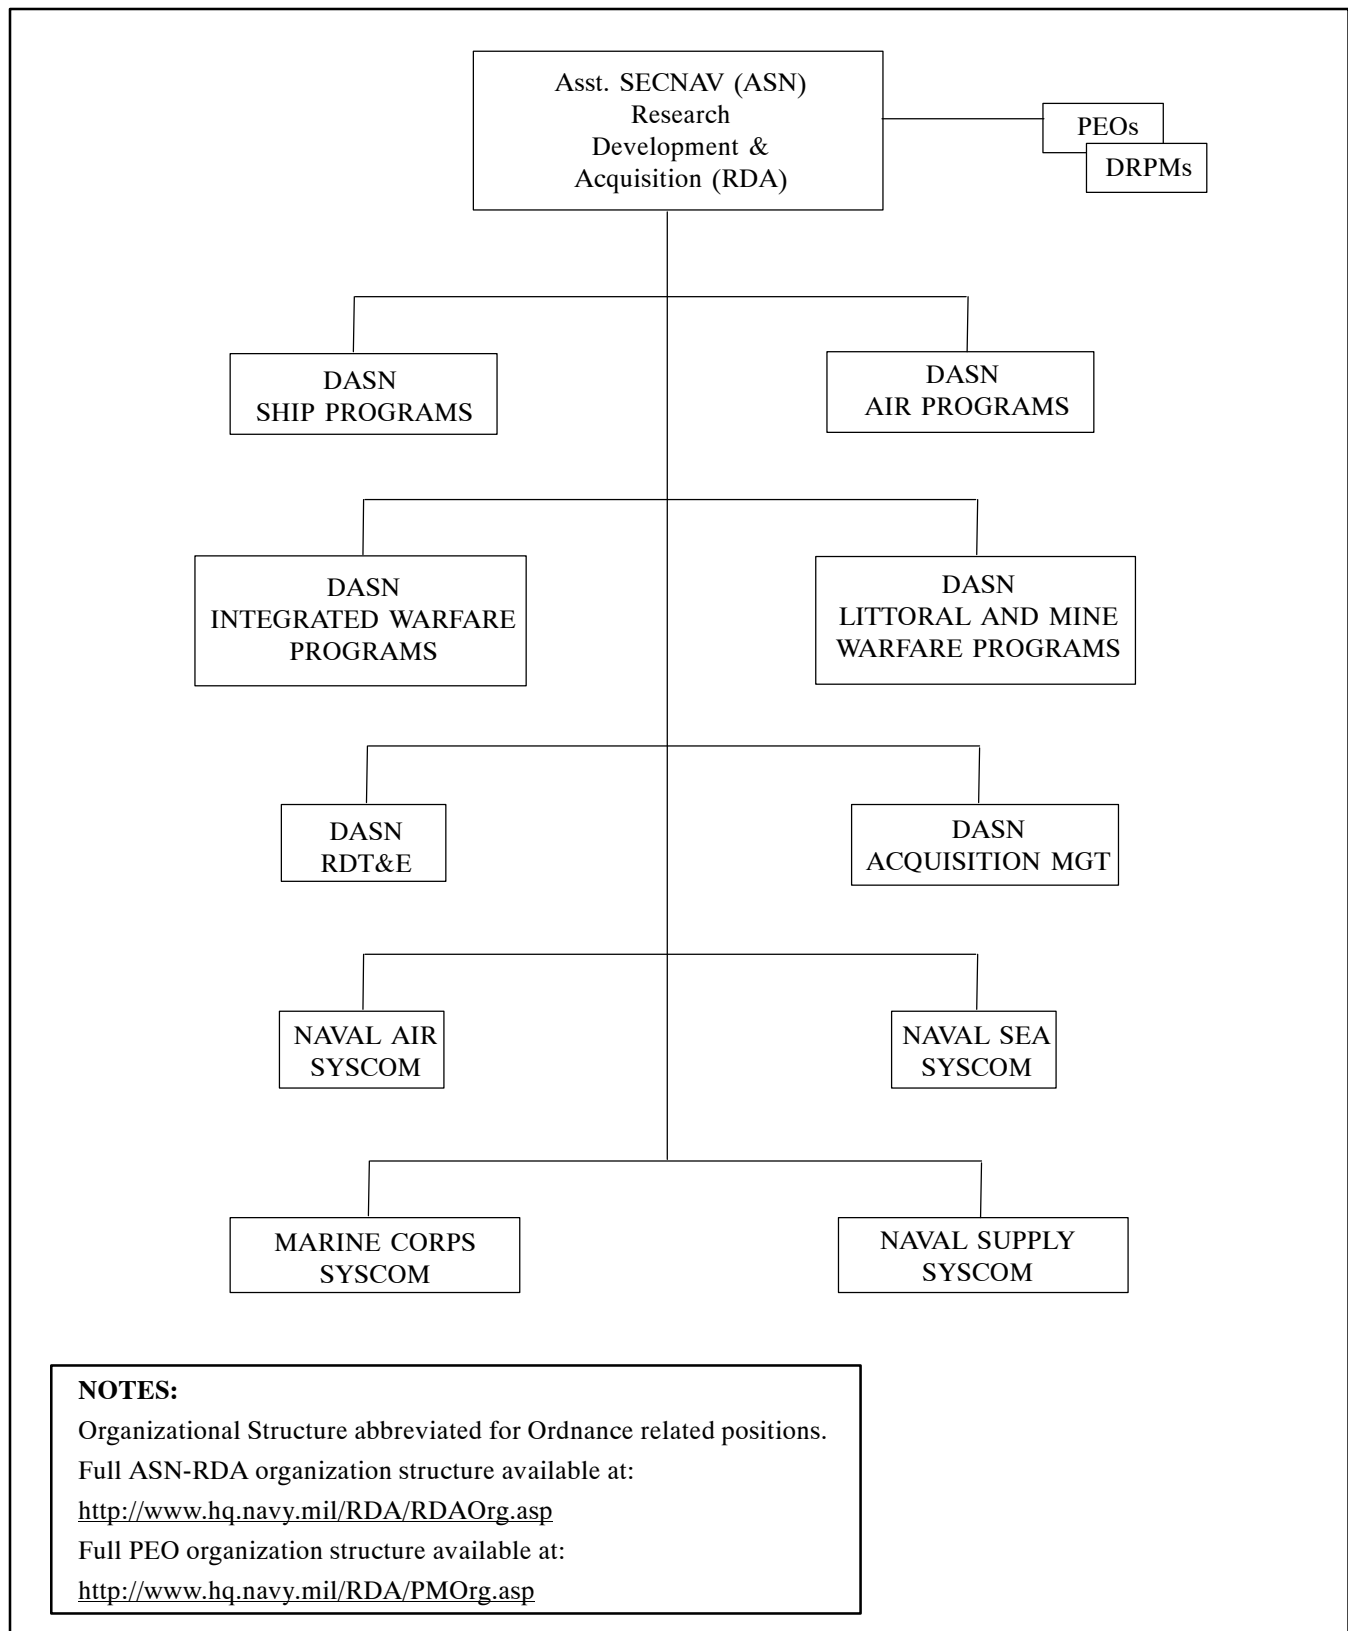 Asst. SECNAV (ASN)
Research
Development &
Acquisition (RDA)
PEOs
DRPMs
DASN
SHIP PROGRAMS
DASN
AIR PROGRAMS
DASN
INTEGRATED WARFARE
PROGRAMS
DASN
LITTORAL AND MINE
WARFARE PROGRAMS
DASN
RDT&E
DASN
ACQUISITION MGT
NAVAL AIR
SYSCOM
NAVAL SEA
SYSCOM
MARINE CORPS
SYSCOM
NAVAL SUPPLY
SYSCOM
NOTES:
Organizational Structure abbreviated for Ordnance related positions.
Full ASN-RDA organization structure available at:
http://www.hq.navy.mil/RDA/RDAOrg.asp
Full PEO organization structure available at:
http://www.hq.navy.mil/RDA/PMOrg.asp